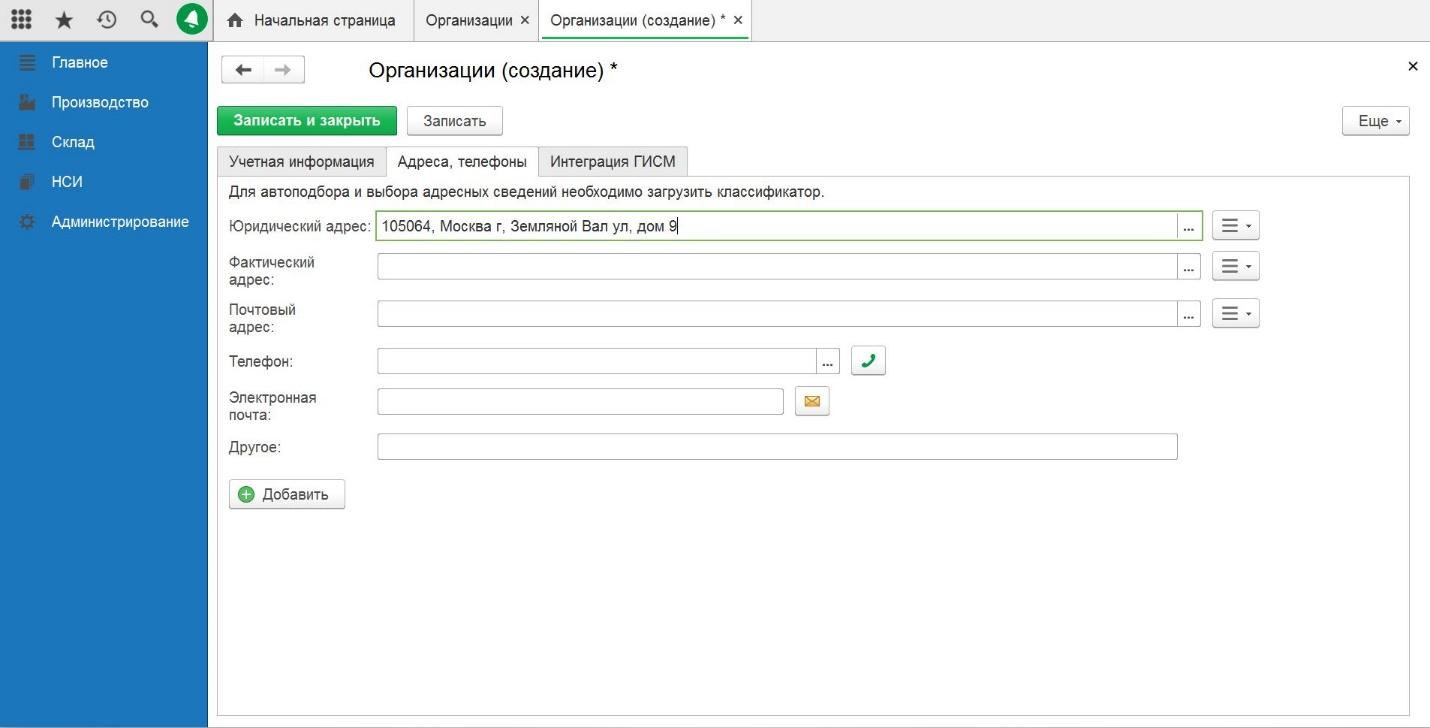 Начальная страница
Организации ×
Организации (создание) * ×
Главное
Производство
Склад
НСИ
Администрирование
Организации (создание) *
Записать и закрыть
Записать
Еще
Учетная информация
Адреса, телефоны
Интеграция ГИСМ
Для автоподбора и выбора адресных сведений необходимо загрузить классификатор.
Юридический адрес: 105064, Москва г, Земляной Вал ул, дом 9 ...
Фактический
адрес: ...
Почтовый
адрес: ...
Телефон: ...
Электронная
почта:
Другое:
Добавить